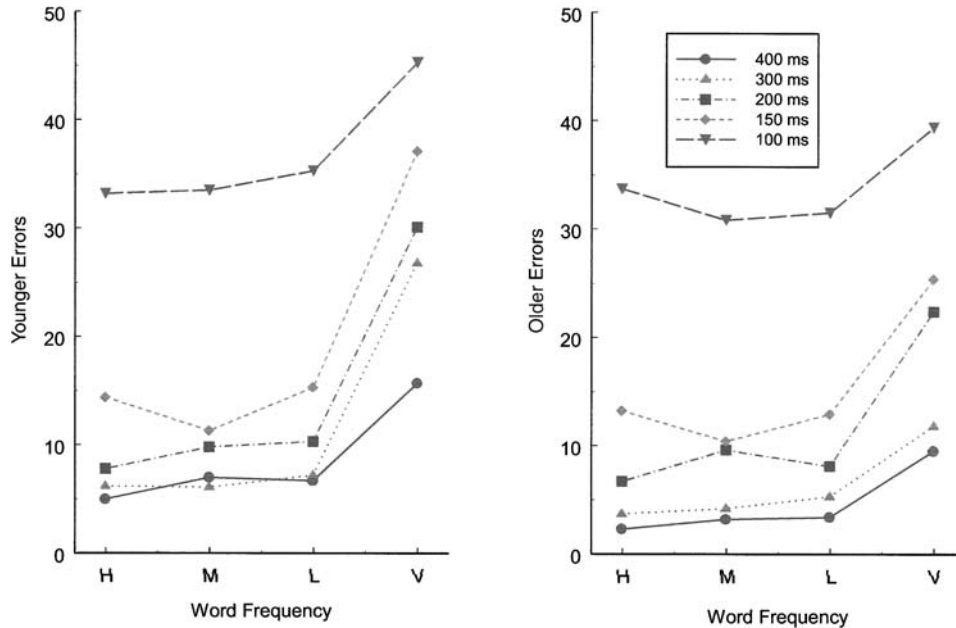 50
40
30
20
10
0
Younger Errors
H M L V
Word Frequency
50
40
30
20
10
0
Older Errors
400 ms
300 ms
200 ms
150 ms
100 ms
H M L V
Word Frequency